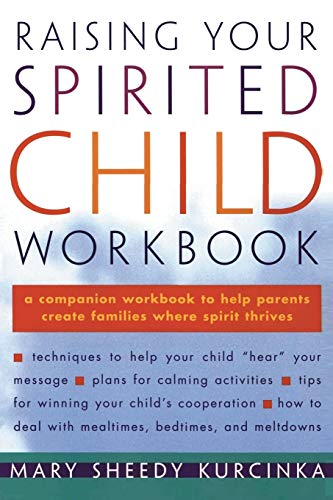 RAISING YOUR
SPIRITED
CHILD
WORKBOOK
a companion workbook to help parents
create families where spirit thrives
■ techniques to help your child "hear" your
message ■ plans for calming activities ■ tips
for winning your child's cooperation ■ how to
deal with mealtimes, bedtimes, and meltdowns
MARY SHEEDY KURCINKA